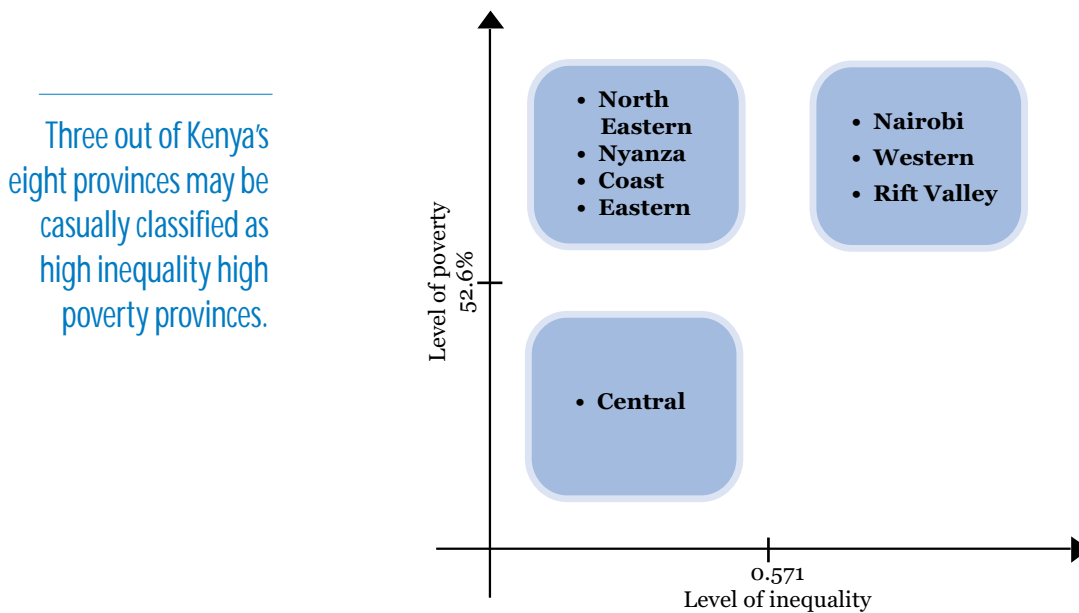 Three out of Kenya's
eight provinces may be
casually classified as
high inequality high
poverty provinces.
Level of poverty
52.6%
• North
Eastern
• Nyanza
• Coast
• Eastern
• Nairobi
• Western
• Rift Valley
• Central
0.571
Level of inequality